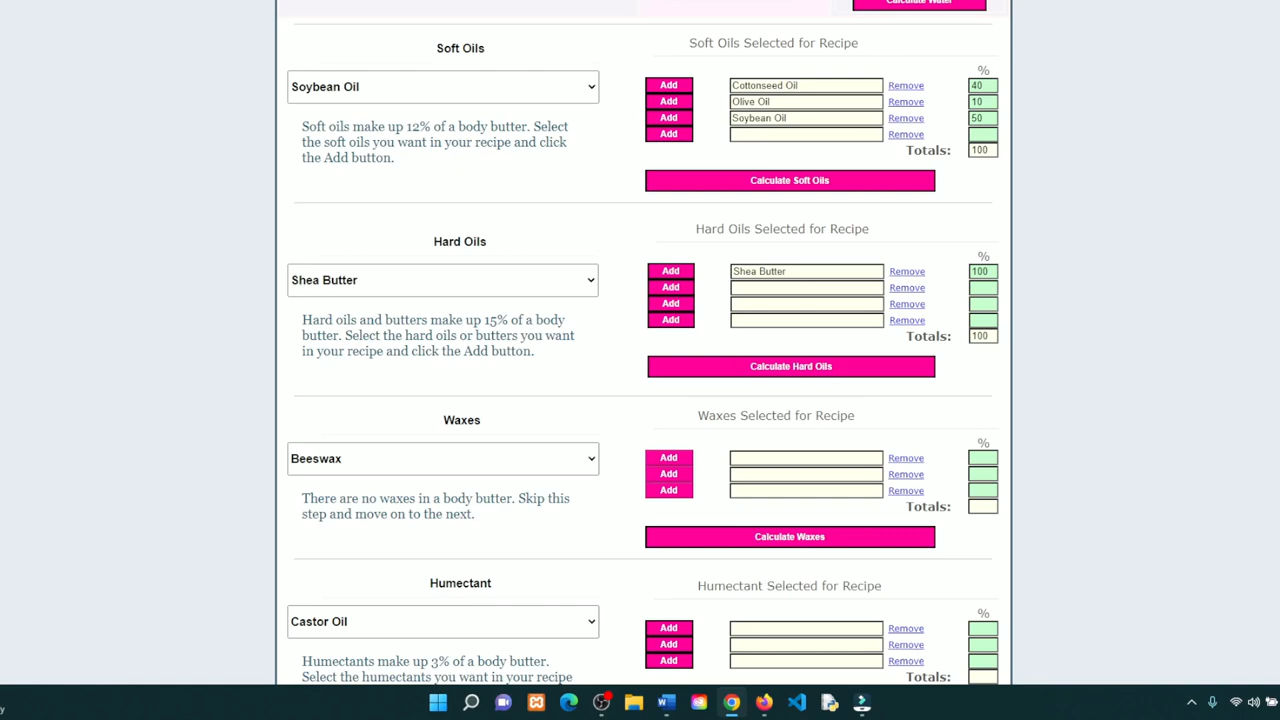 Calculate Water
Soft Oils
Soft Oils Selected for Recipe
%
Soybean Oil
Add Cottonseed Oil Remove 40
Add Olive Oil Remove 10
Add Soybean Oil Remove 50
Add Remove
Totals: 100
Soft oils make up 12% of a body butter. Select
the soft oils you want in your recipe and click
the Add button.
Calculate Soft Oils
Hard Oils
Hard Oils Selected for Recipe
%
Shea Butter
Add Shea Butter Remove 100
Add Remove
Add Remove
Add Remove
Totals: 100
Hard oils and butters make up 15% of a body
butter. Select the hard oils or butters you want
in your recipe and click the Add button.
Calculate Hard Oils
Waxes
Waxes Selected for Recipe
%
Beeswax
Add Remove
Add Remove
Add Remove
Totals:
There are no waxes in a body butter. Skip this
step and move on to the next.
Calculate Waxes
Humectant
Humectant Selected for Recipe
%
Castor Oil
Add Remove
Add Remove
Add Remove
Totals:
Humectants make up 3% of a body butter.
Select the humectants you want in your recipe